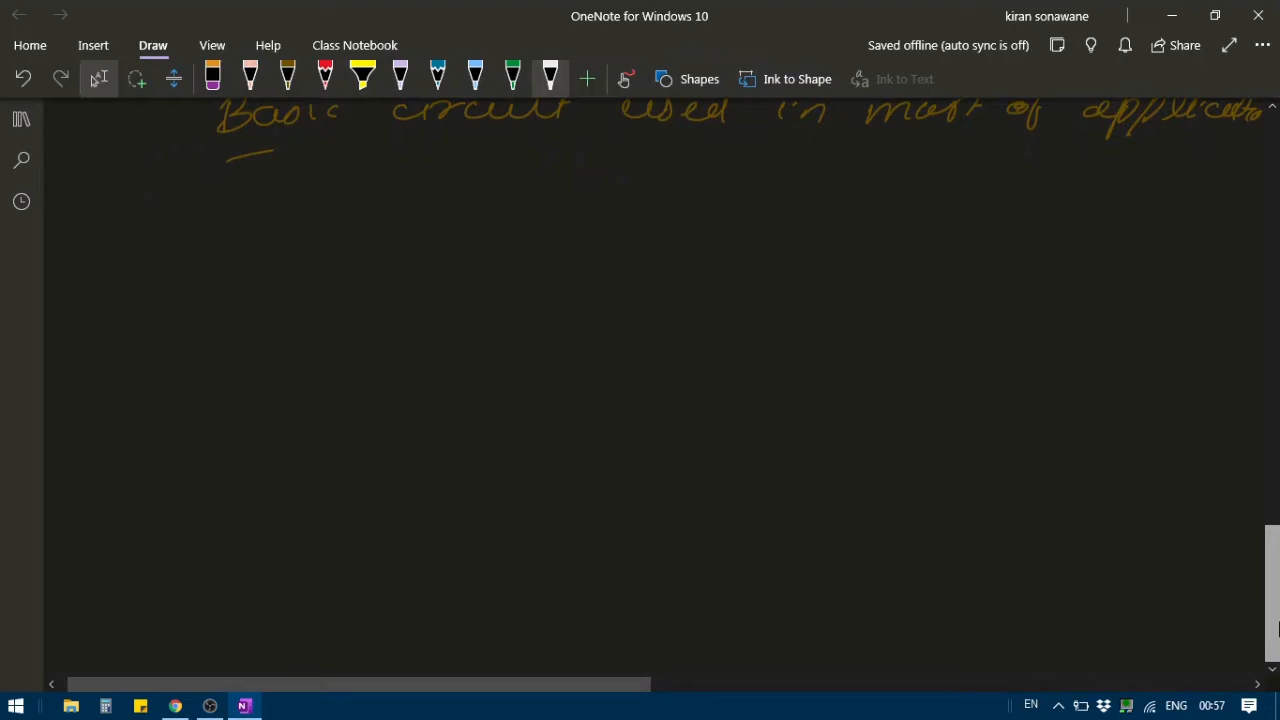 OneNote for Windows 10
kiran sonawane
Home Insert Draw View Help Class Notebook
Saved offline (auto sync is off) Share
Shapes Ink to Shape Ink to Text
Basic circuit used in most of applicatio
EN ENG 00:57